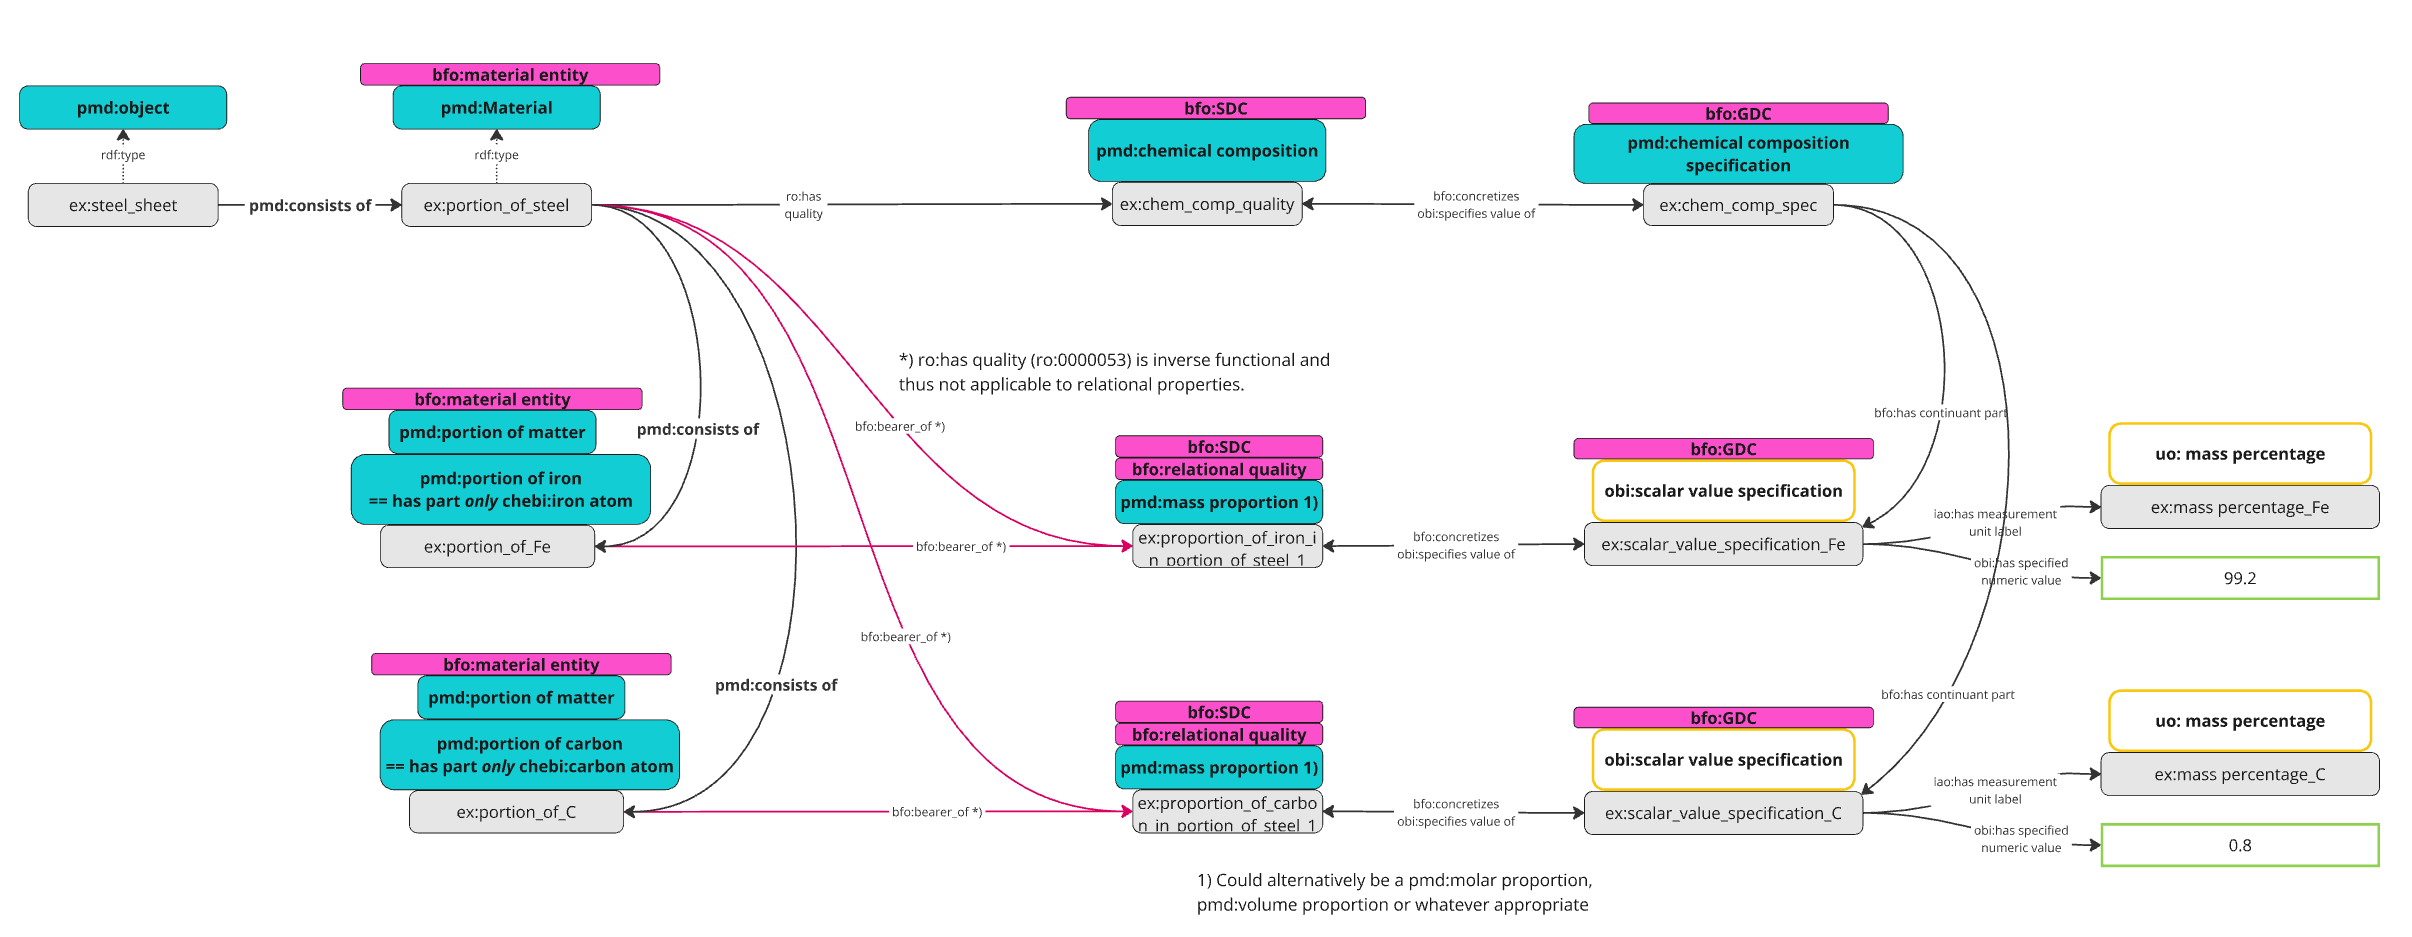 pmd:object
rdf:type
ex:steel_sheet
pmd:consists of
bfo:material entity
pmd:Material
rdf:type
ex:portion_of_steel
ro:has
quality
bfo:SDC
pmd:chemical composition
ex:chem_comp_quality
bfo:concretizes
obi:specifies value of
bfo:GDC
pmd:chemical composition
specification
ex:chem_comp_spec
*) ro:has quality (ro:0000053) is inverse functional and
thus not applicable to relational properties.
bfo:material entity
pmd:portion of matter
pmd:portion of iron
== has part only chebi:iron atom
ex:portion_of_Fe
pmd:consists of
bfo:bearer_of *)
bfo:bearer_of *)
bfo:SDC
bfo:relational quality
pmd:mass proportion 1)
ex:proportion_of_iron_i
n_portion_of_steel_1
bfo:concretizes
obi:specifies value of
bfo:GDC
obi:scalar value specification
ex:scalar_value_specification_Fe
bfo:has continuant part
iao:has measurement
unit label
obi:has specified
numeric value
uo: mass percentage
ex:mass percentage_Fe
99.2
bfo:material entity
pmd:portion of matter
pmd:portion of carbon
== has part only chebi:carbon atom
ex:portion_of_C
pmd:consists of
bfo:bearer_of *)
bfo:bearer_of *)
bfo:SDC
bfo:relational quality
pmd:mass proportion 1)
ex:proportion_of_carbo
n_in_portion_of_steel_1
bfo:concretizes
obi:specifies value of
bfo:GDC
obi:scalar value specification
ex:scalar_value_specification_C
bfo:has continuant part
iao:has measurement
unit label
obi:has specified
numeric value
uo: mass percentage
ex:mass percentage_C
0.8
1) Could alternatively be a pmd:molar proportion,
pmd:volume proportion or whatever appropriate